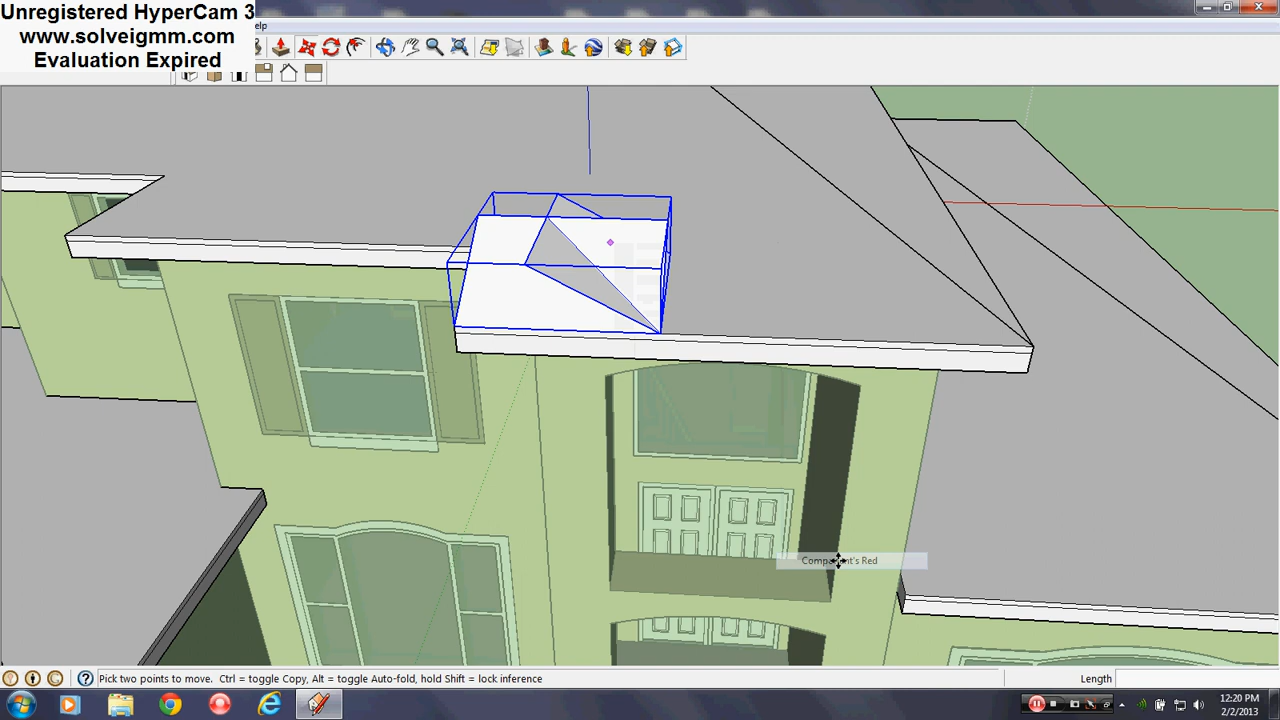 Unregistered HyperCam 3
www.solveigmm.com
Evaluation Expired
elp
Component's Red
Pick two points to move.  Ctrl = toggle Copy, Alt = toggle Auto-fold, hold Shift = lock inference
Length
12:20 PM
2/2/2013